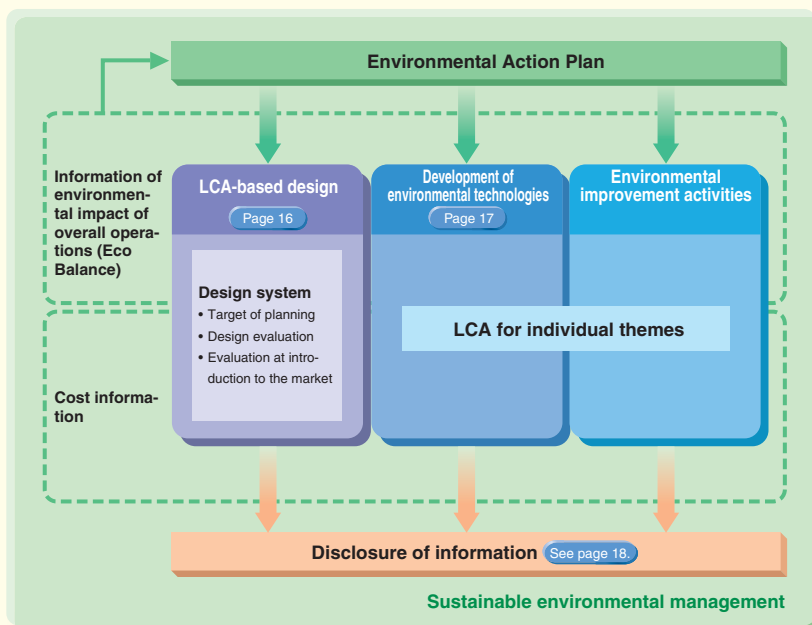 Environmental Action Plan
Information of
environmen-
tal impact of
overall opera-
tions (Eco
Balance)
LCA-based design
Page 16
Development of
environmental technologies
Page 17
Environmental
improvement activities
Design system
• Target of planning
• Design evaluation
• Evaluation at intro-
duction to the market
LCA for individual themes
Cost informa-
tion
Disclosure of information
See page 18.
Sustainable environmental management